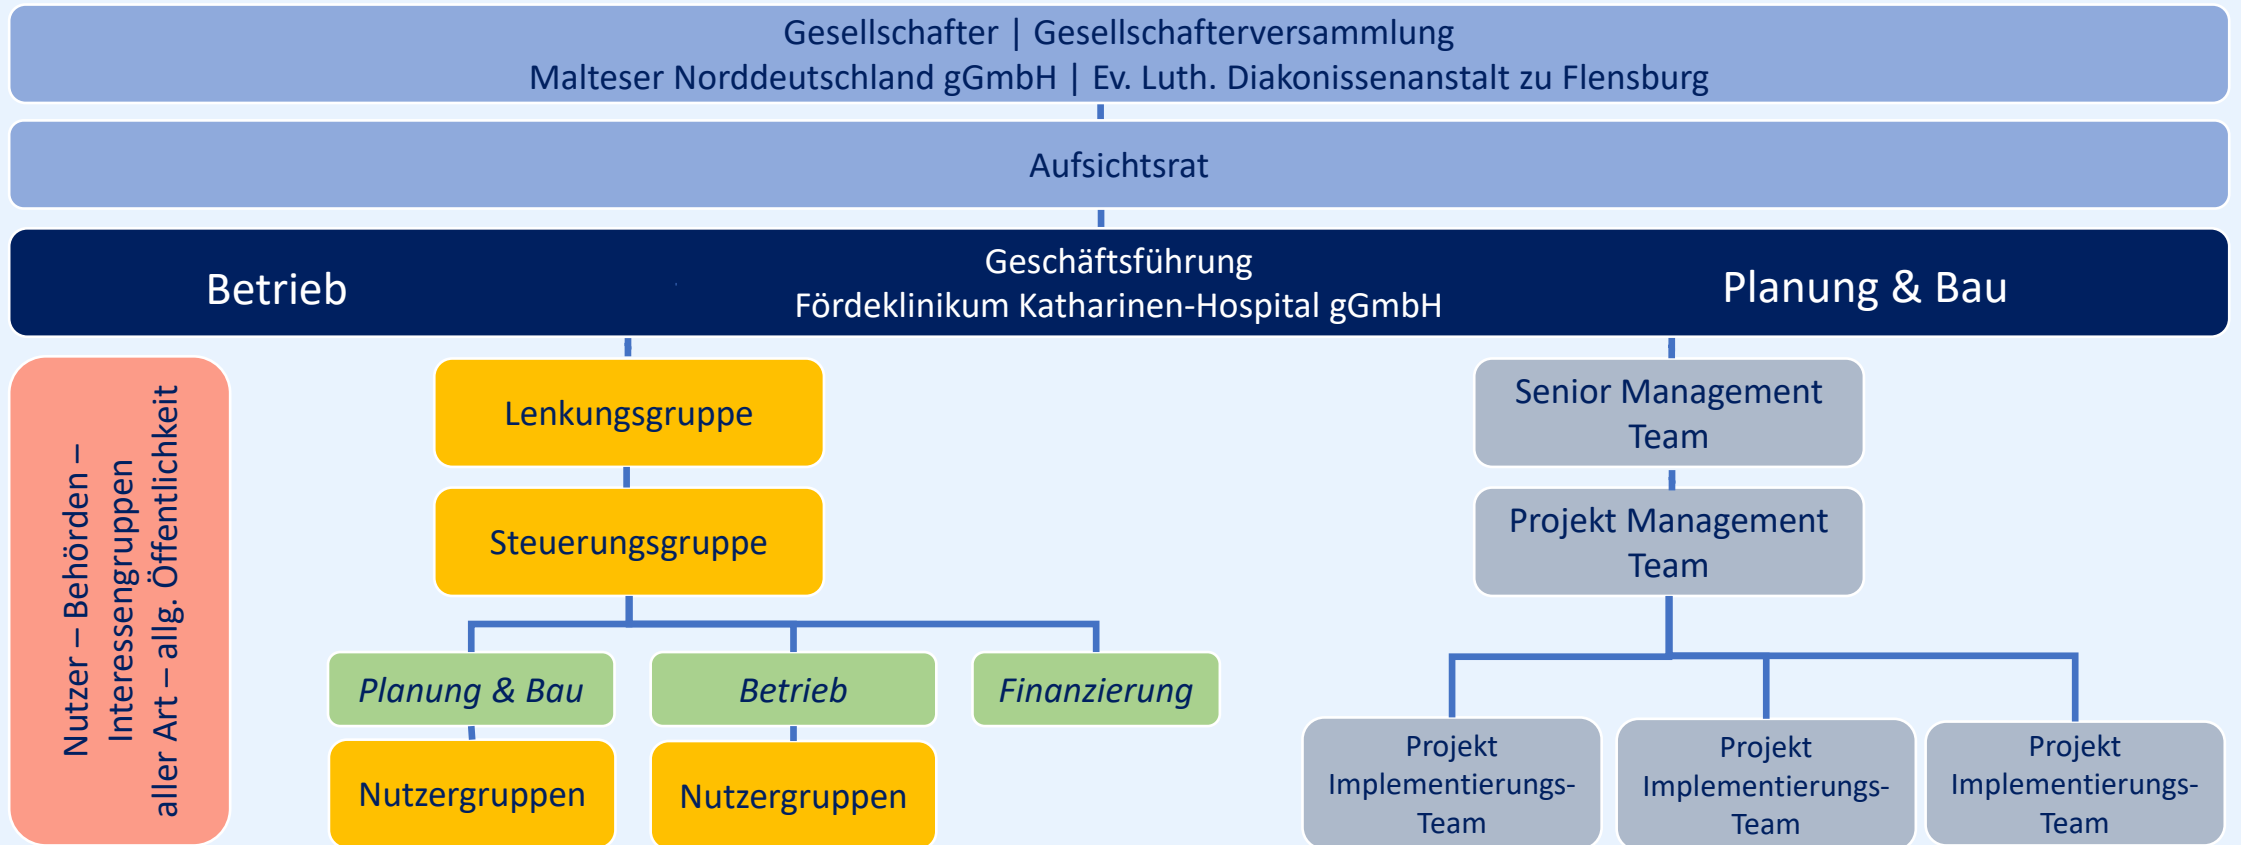 Gesellschafter | Gesellschafterversammlung
Malteser Norddeutschland gGmbH | Ev. Luth. Diakonissenanstalt zu Flensburg
Aufsichtsrat
Betrieb
Geschäftsführung
Fördeklinikum Katharinen-Hospital gGmbH
Planung & Bau
Nutzer – Behörden –
Interessengruppen
aller Art – allg. Öffentlichkeit
Lenkungsgruppe
Steuerungsgruppe
Planung & Bau
Betrieb
Finanzierung
Nutzergruppen
Nutzergruppen
Senior Management
Team
Projekt Management
Team
Projekt
Implementierungs-
Team
Projekt
Implementierungs-
Team
Projekt
Implementierungs-
Team